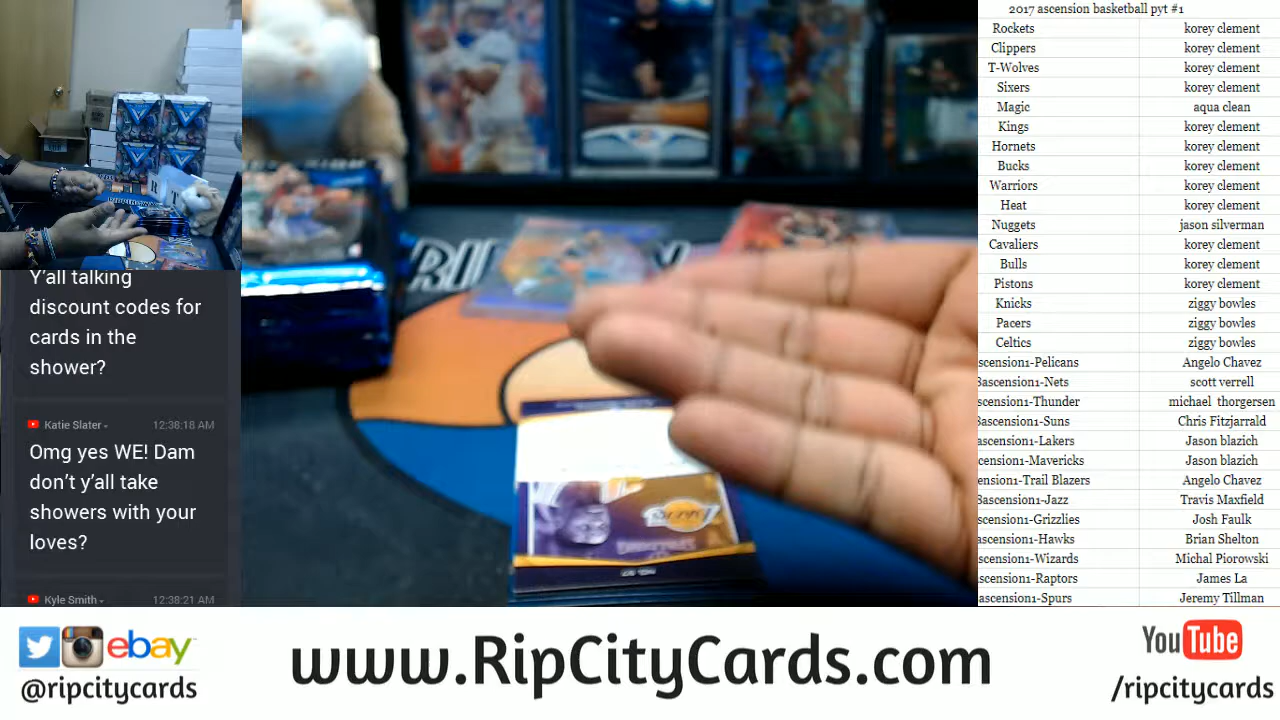 Y'all talking
discount codes for
cards in the
shower?
Katie Slater
12:38:18 AM
Omg yes WE! Dam
don't y'all take
showers with your
loves?
Kyle Smith
12:38:21 AM
2017 ascension basketball pyt #1
Rockets korey clement
Clippers korey clement
T-Wolves korey clement
Sixers korey clement
Magic aqua clean
Kings korey clement
Hornets korey clement
Bucks korey clement
Warriors korey clement
Heat korey clement
Nuggets jason silverman
Cavaliers korey clement
Bulls korey clement
Pistons korey clement
Knicks ziggy bowles
Pacers ziggy bowles
Celtics ziggy bowles
scension1-Pelicans Angelo Chavez
ascension1-Nets scott verrell
scension1-Thunder michael thorgersen
ascension1-Suns Chris Fitzjarrald
ascension1-Lakers Jason blazich
cension1-Mavericks Jason blazich
ension1-Trail Blazers Angelo Chavez
ascension1-Jazz Travis Maxfield
scension1-Grizzlies Josh Faulk
ascension1-Hawks Brian Shelton
scension1-Wizards Michal Piorowski
ascension1-Raptors James La
ascension1-Spurs Jeremy Tillman
RIP
ebay
@ripcitycards
www.RipCityCards.com
YouTube
/ripcitycards